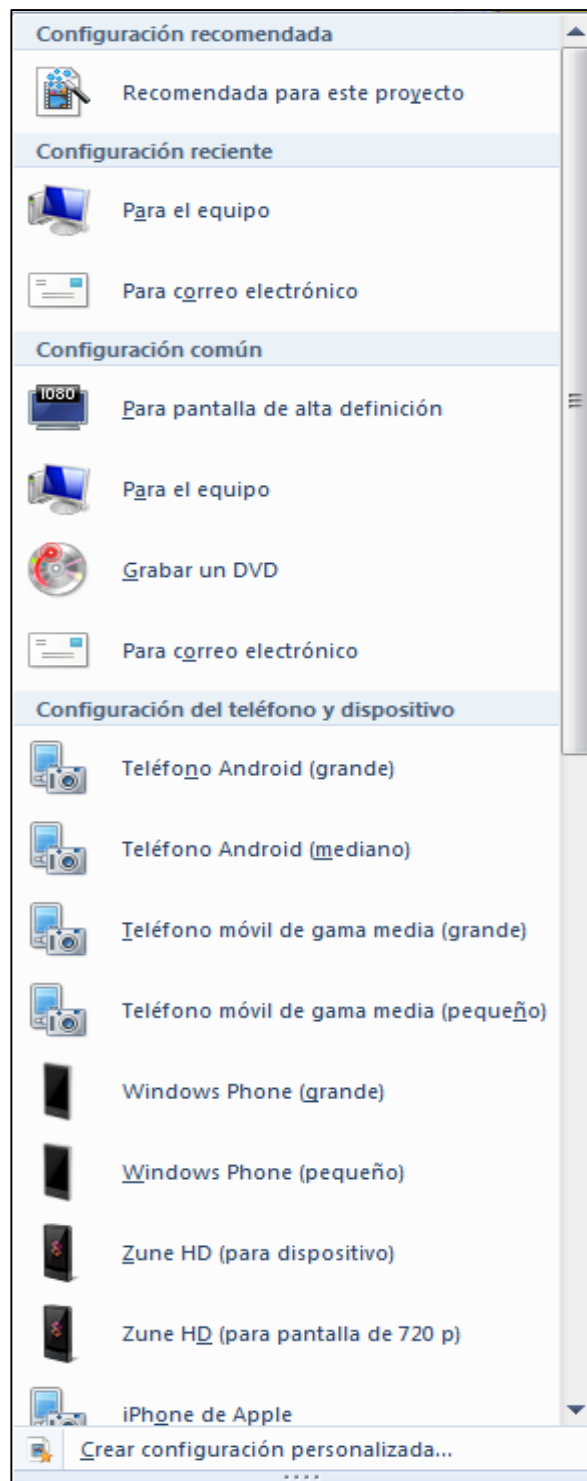 Configuración recomendada
Recomendada para este proyecto
Configuración reciente
Para el equipo
Para correo electrónico
Configuración común
1080
Para pantalla de alta definición
Para el equipo
Grabar un DVD
Para correo electrónico
Configuración del teléfono y dispositivo
Teléfono Android (grande)
Teléfono Android (mediano)
Teléfono móvil de gama media (grande)
Teléfono móvil de gama media (pequeño)
Windows Phone (grande)
Windows Phone (pequeño)
Zune HD (para dispositivo)
Zune HD (para pantalla de 720 p)
iPhone de Apple
Crear configuración personalizada...